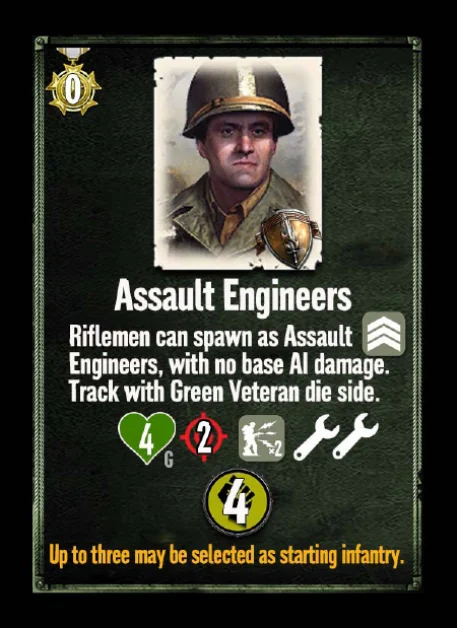 0
Assault Engineers
Riflemen can spawn as Assault
Engineers, with no base AI damage.
Track with Green Veteran die side.
4 G 2 x2
4
Up to three may be selected as starting infantry.